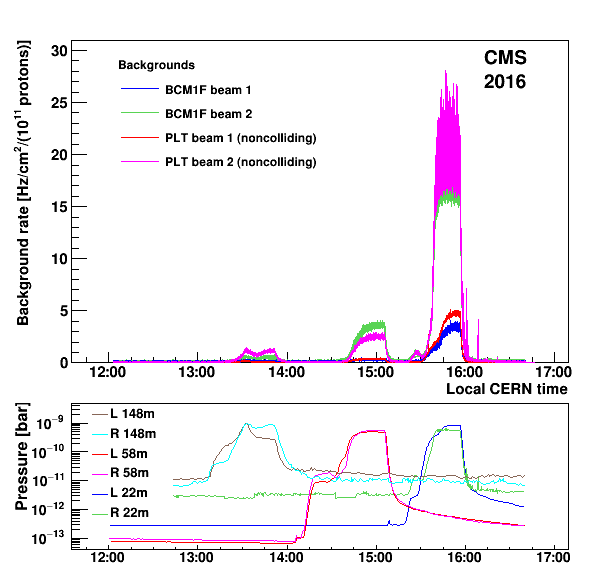 CMS
2016
Backgrounds
BCM1F beam 1
BCM1F beam 2
PLT beam 1 (noncolliding)
PLT beam 2 (noncolliding)
Background rate [Hz/cm²/(10¹¹ protons)]
30
25
20
15
10
5
0
12:00 13:00 14:00 15:00 16:00 17:00
Local CERN time
Pressure [bar]
L 148m
R 148m
L 58m
R 58m
L 22m
R 22m
10⁻⁹
10⁻¹⁰
10⁻¹¹
10⁻¹²
10⁻¹³
12:00 13:00 14:00 15:00 16:00 17:00